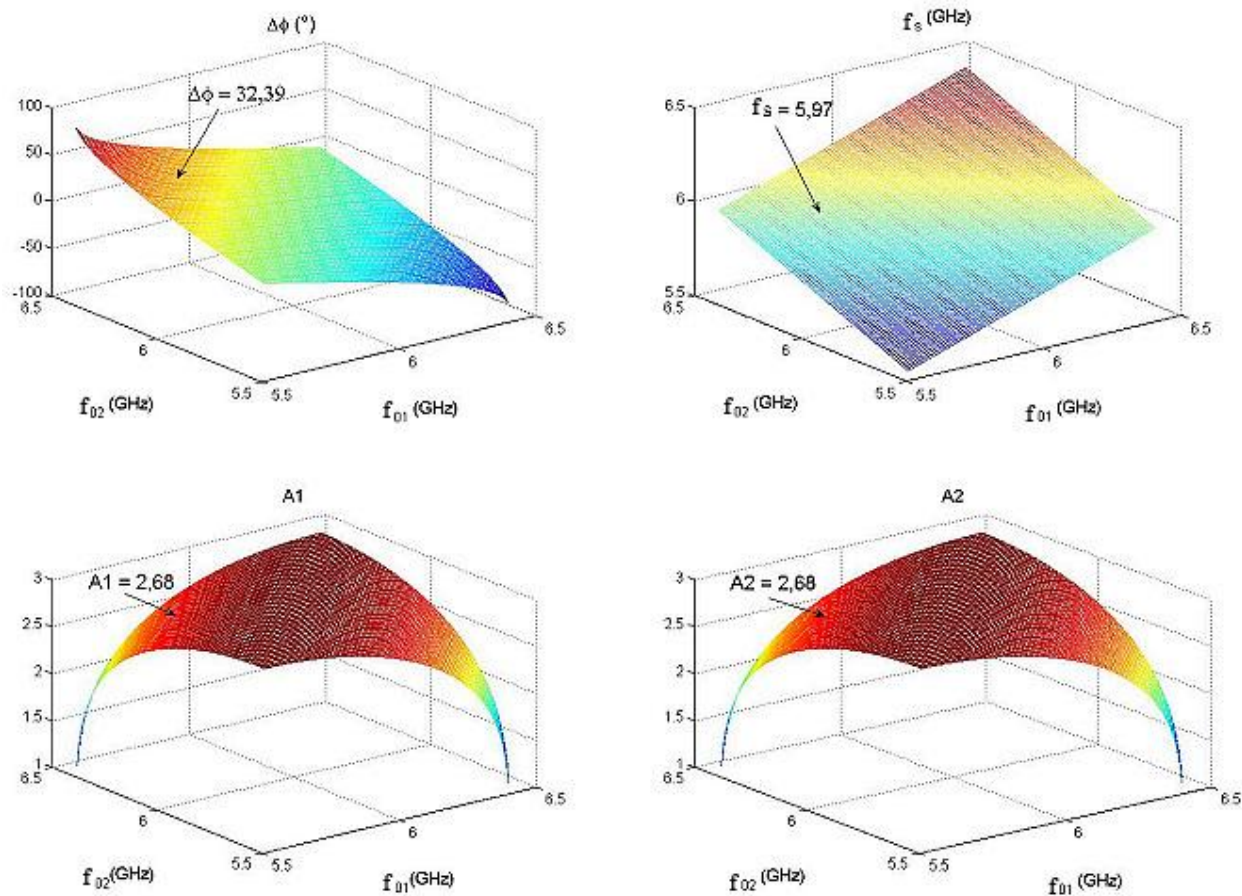 Δϕ (°)
Δϕ = 32,39
100
50
0
-50
-100
6.5
6
5.5
5.5
6
6.5
f02 (GHz)
f01 (GHz)
fs (GHz)
fs = 5,97
6.5
6
5.5
6.5
6
5.5
5.5
6
6.5
f02 (GHz)
f01 (GHz)
A1
A1 = 2,68
3
2.5
2
1.5
1
6.5
6
5.5
5.5
6
6.5
f02 (GHz)
f01 (GHz)
A2
A2 = 2,68
3
2.5
2
1.5
1
6.5
6
5.5
5.5
6
6.5
f02 (GHz)
f01 (GHz)